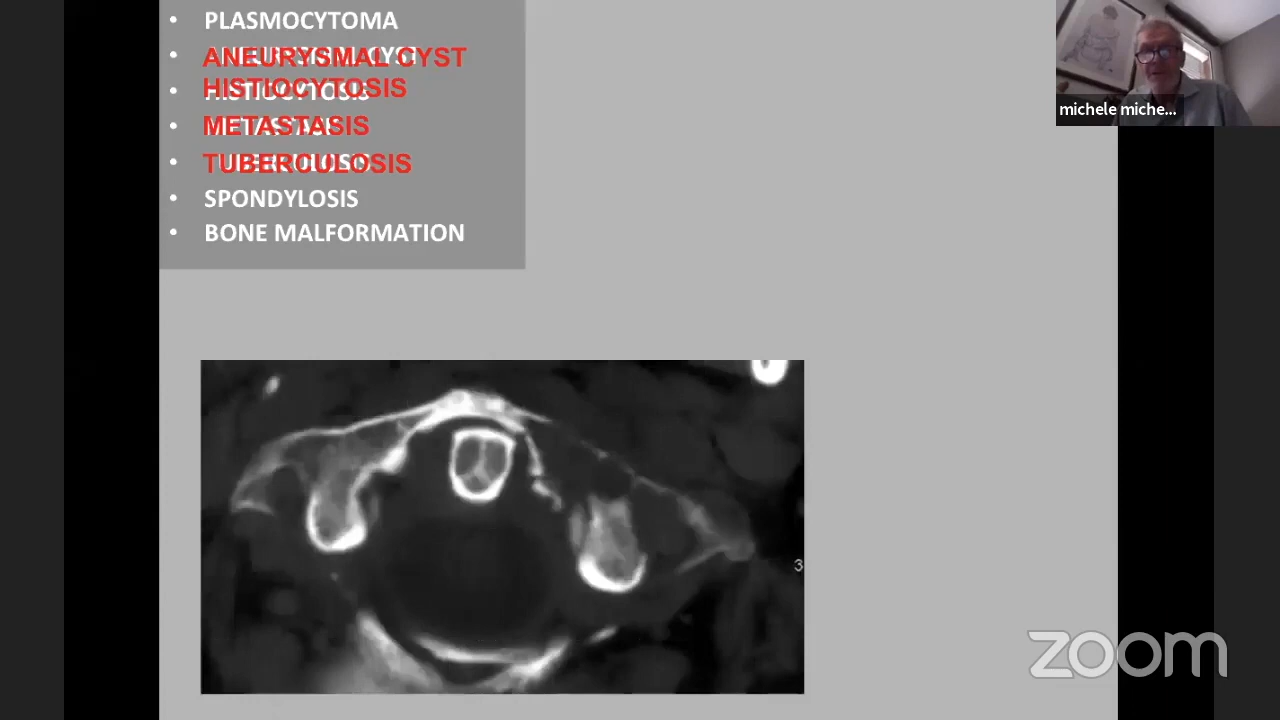 PLASMOCYTOMA
ANEURYSMAL CYST
HISTIOCYTOSIS
METASTASIS
TUBERCULOSIS
SPONDYLOSIS
BONE MALFORMATION
michele miche...
3
zoom